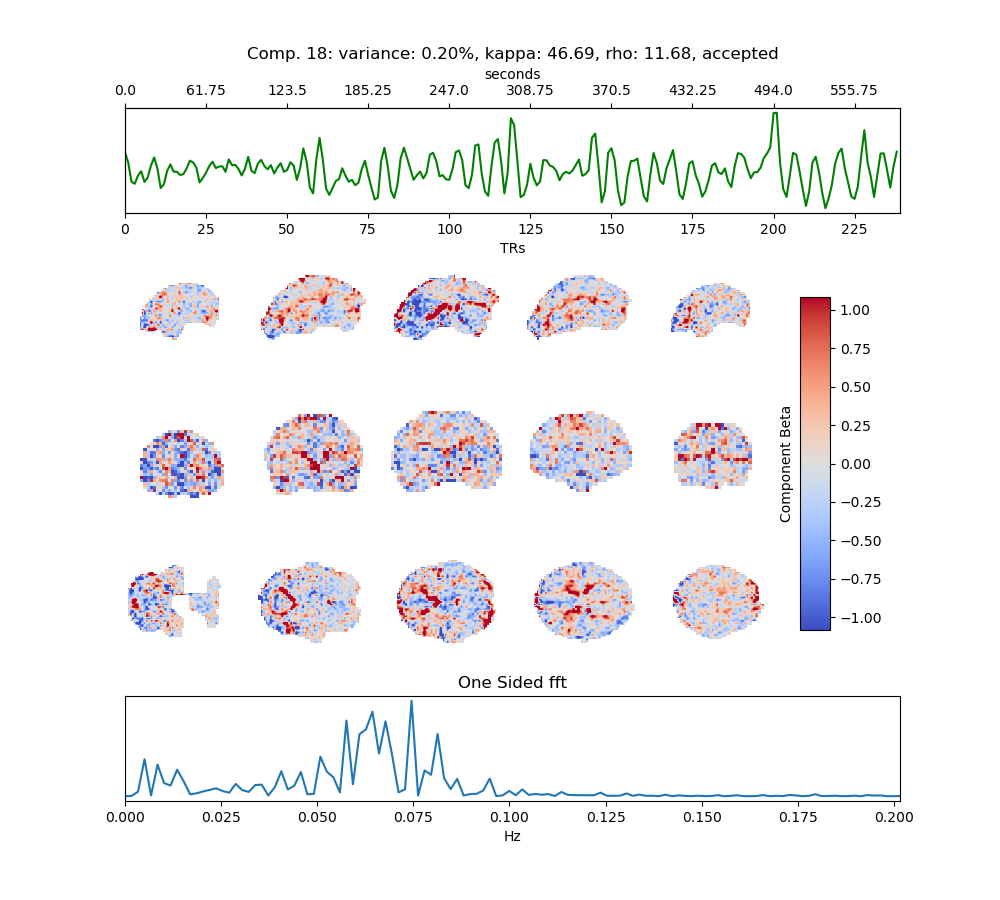 Comp. 18: variance: 0.20%, kappa: 46.69, rho: 11.68, accepted
seconds
0.0 61.75 123.5 185.25 247.0 308.75 370.5 432.25 494.0 555.75
0 25 50 75 100 125 150 175 200 225
TRs
1.00
0.75
0.50
0.25
0.00
−0.25
−0.50
−0.75
−1.00
Component Beta
One Sided fft
0.000 0.025 0.050 0.075 0.100 0.125 0.150 0.175 0.200
Hz